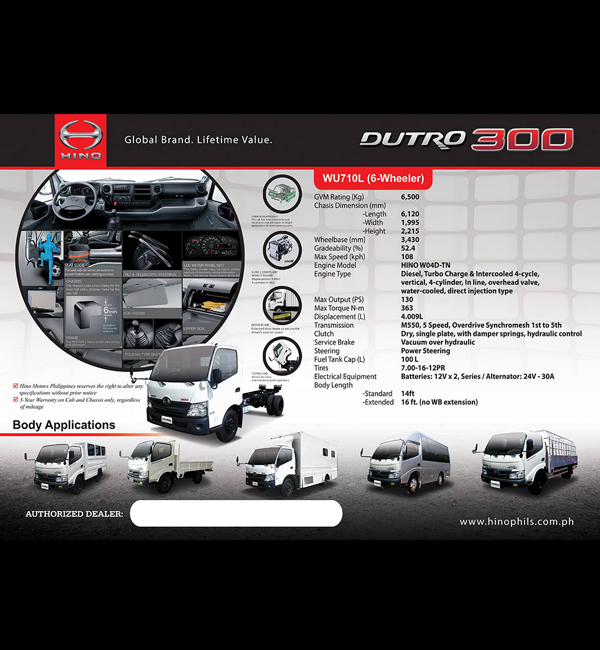 HINO
Global Brand. Lifetime Value.
DUTRO 300
WU710L (6-Wheeler)
GVM Rating (Kg) 6,500
Chasis Dimension (mm)
-Length 6,120
-Width 1,995
-Height 2,215
Wheelbase (mm) 3,430
Gradeability (%) 52.4
Max Speed (kph) 108
Engine Model HINO W04D-TN
Engine Type Diesel, Turbo Charge & Intercooled 4-cycle,
vertical, 4-cylinder, In line, overhead valve,
water-cooled, direct injection type
Max Output (PS) 130
Max Torque N-m 363
Displacement (L) 4.009L
Transmission M550, 5 Speed, Overdrive Synchromesh 1st to 5th
Clutch Dry, single plate, with damper springs, hydraulic control
Service Brake Vacuum over hydraulic
Steering Power Steering
Fuel Tank Cap (L) 100 L
Tires 7.00-16-12PR
Electrical Equipment Batteries: 12V x 2, Series / Alternator: 24V - 30A
Body Length
-Standard 14ft
-Extended 16 ft. (no WB extension)
SEAT SLIDE
TILT & TELESCOPIC STEERING
6
Hino Motors Philippines reserves the right to alter any
specifications without prior notice
3-Year Warranty on Cab and Chassis only, regardless
of mileage
Body Applications
AUTHORIZED DEALER:
www.hinophils.com.ph